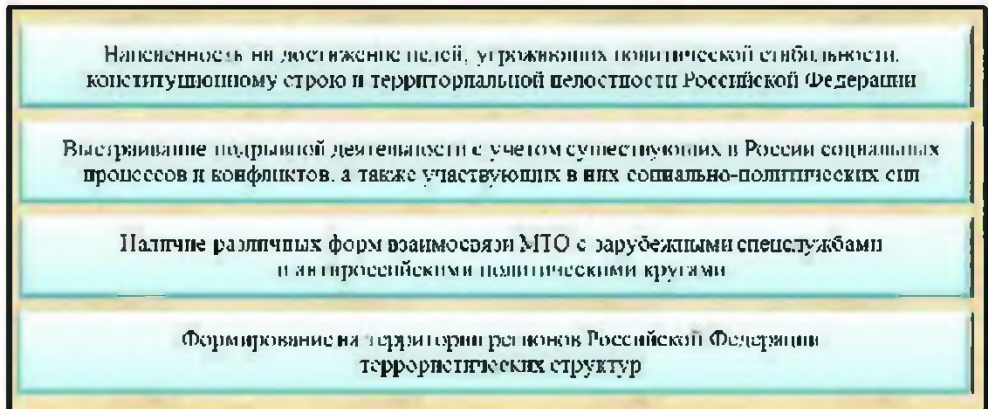 Нацеленность на достижение целей, угрожающих политической стабильности,
конституционному строю и территориальной целостности Российской Федерации
Выстраивание подрывной деятельности с учетом существующих в России социальных
процессов и конфликтов, а также участвующих в них социально-политических сил
Наличие различных форм взаимосвязи МТО с зарубежными спецслужбами
и антироссийскими политическими кругами
Формирование на территории регионов Российской Федерации
террористических структур